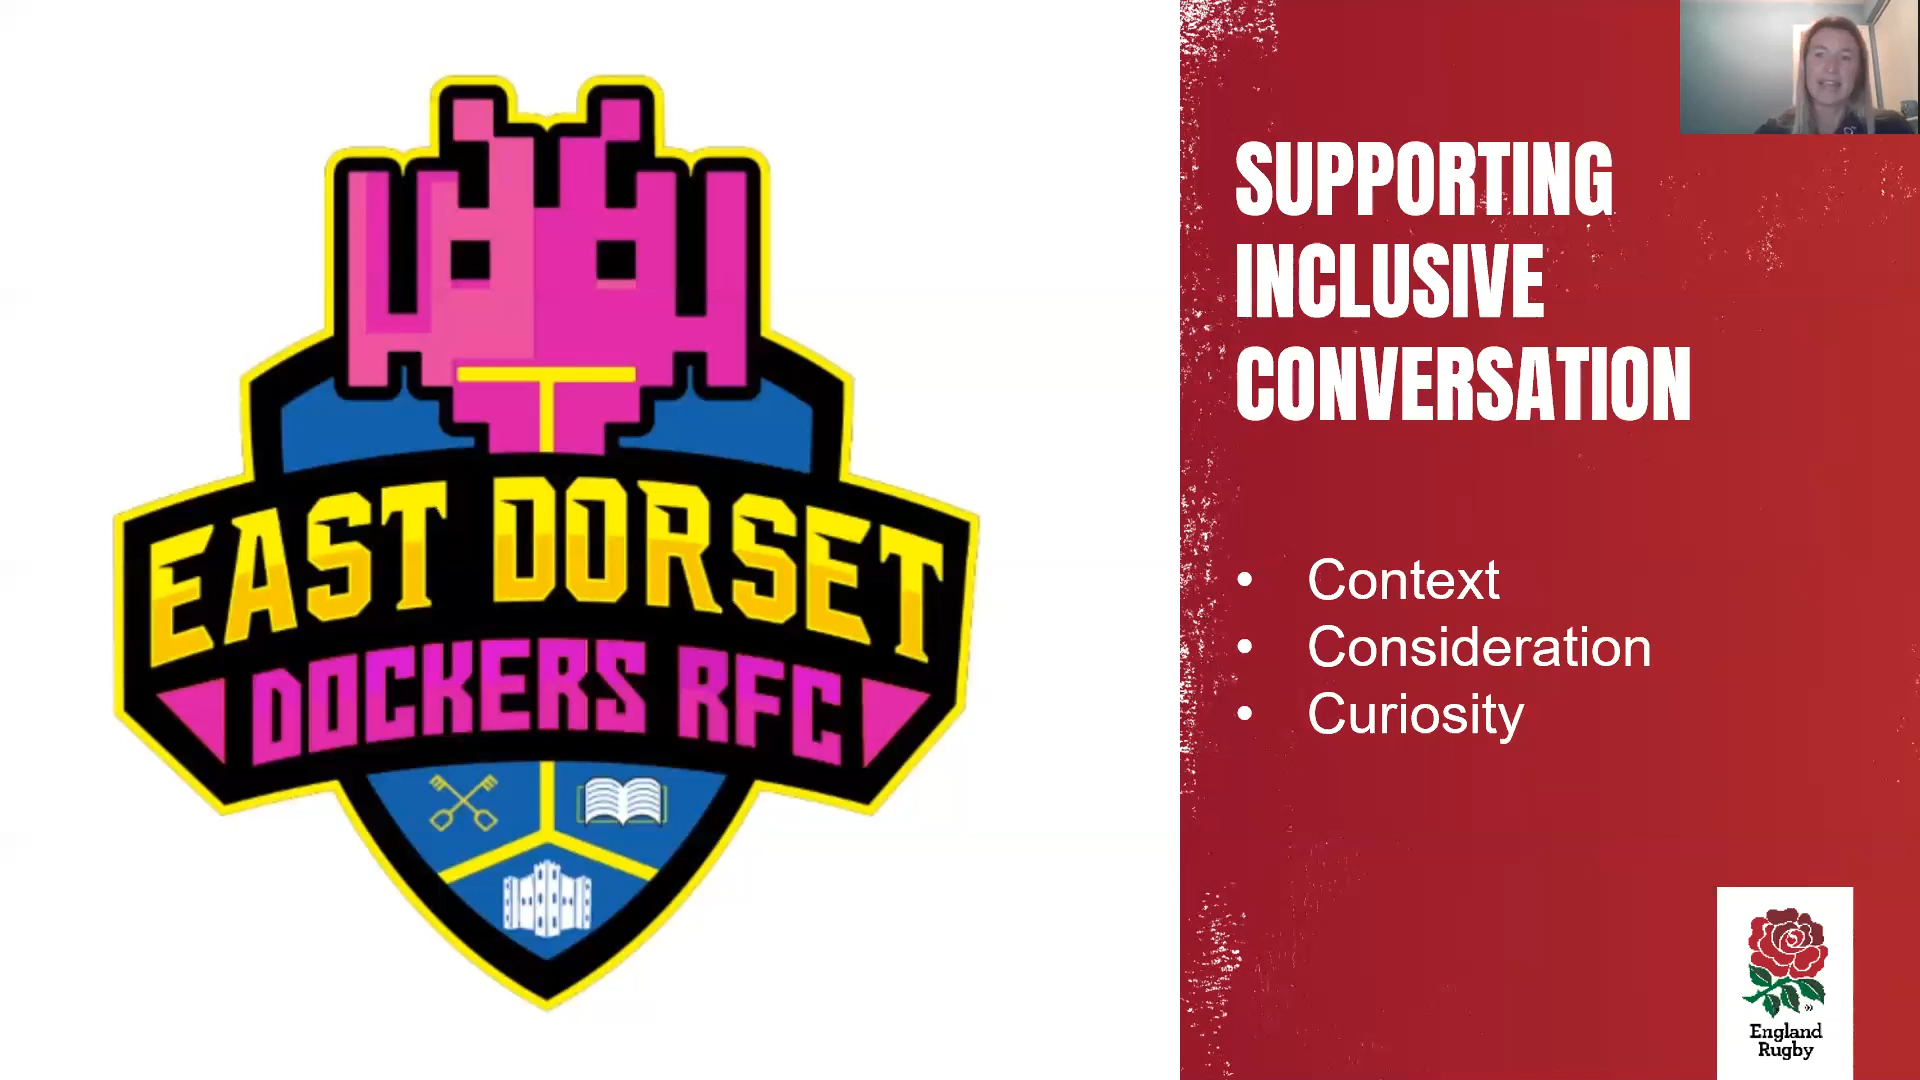 EAST DORSET
DOCKERS RFC
SUPPORTING
INCLUSIVE
CONVERSATION
• Context
• Consideration
• Curiosity
England
Rugby